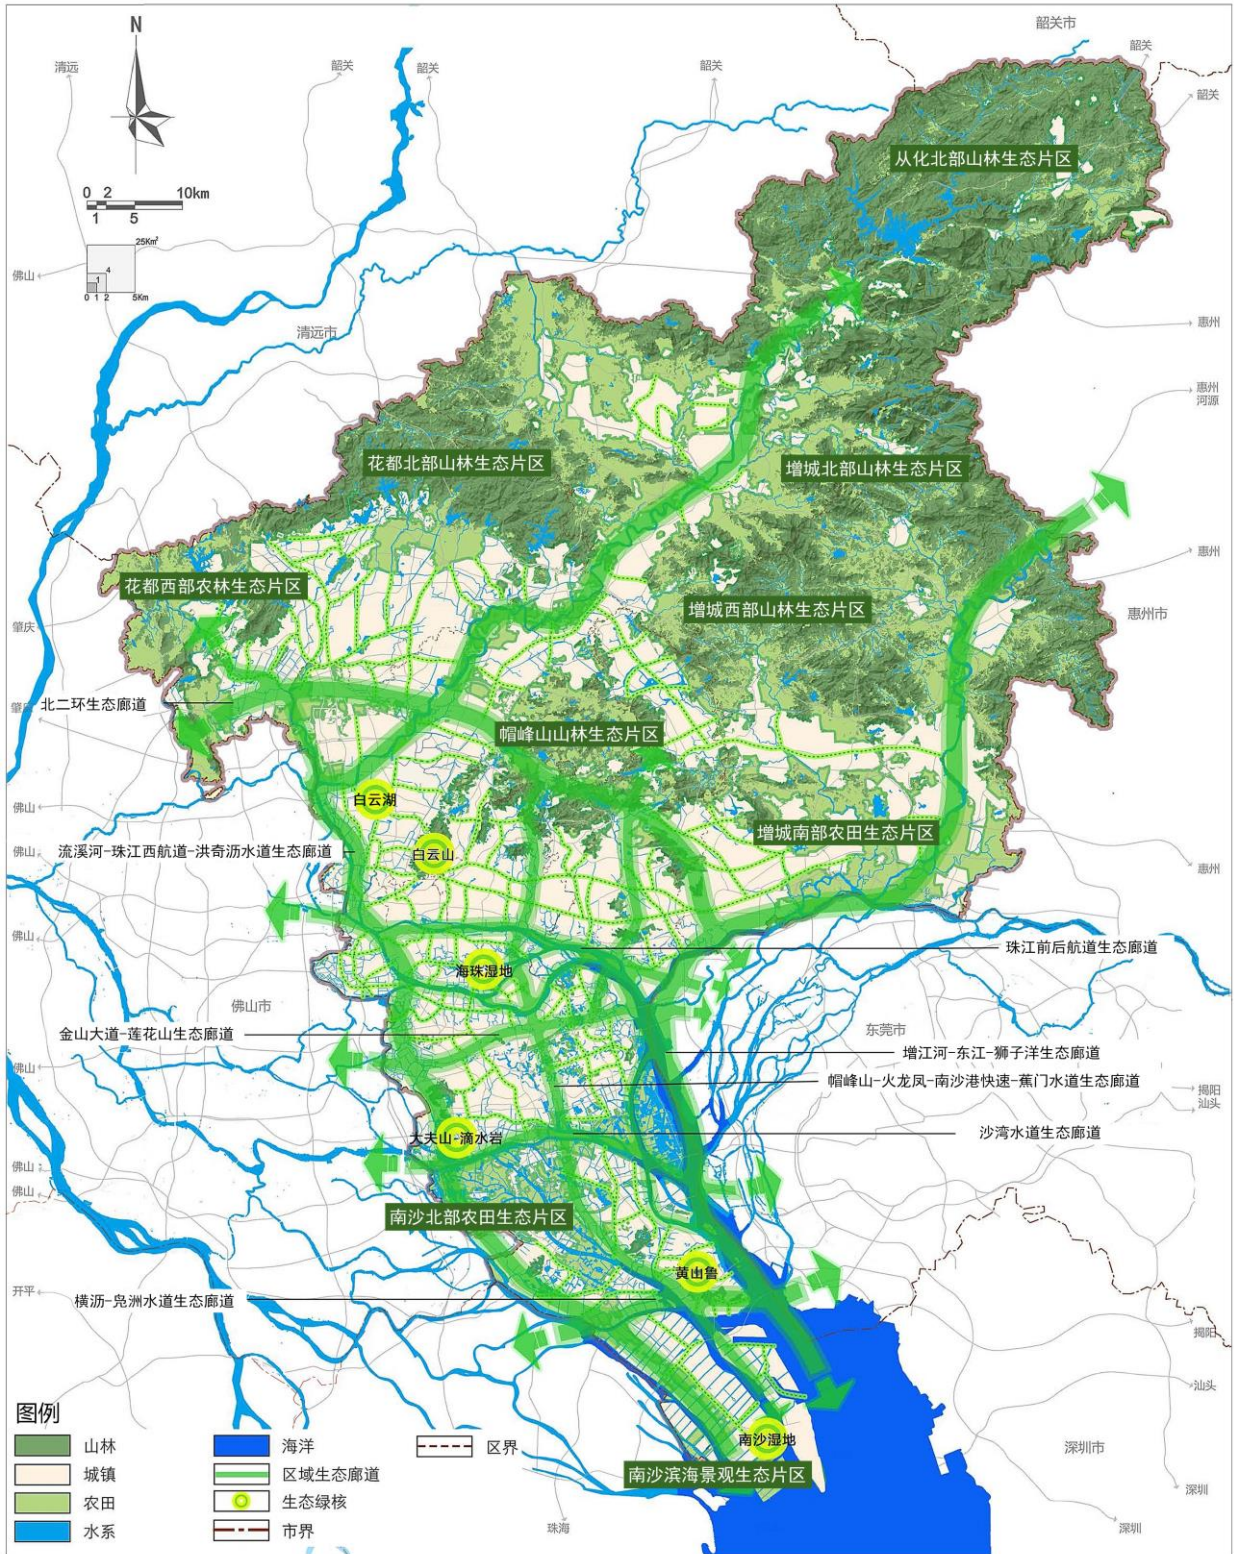 N
韶关市
清远
韶关
韶关
韶关
韶关
韶关
0 2 10km
1 5
25Km²
4
1
0 1 2 5Km
佛山
清远市
从化北部山林生态片区
惠州
惠州
河源
花都北部山林生态片区
增城北部山林生态片区
惠州
花都西部农林生态片区
增城西部山林生态片区
惠州市
肇庆
北二环生态廊道
帽峰山山林生态片区
佛山
白云湖
增城南部农田生态片区
佛山
流溪河-珠江西航道-洪奇沥水道生态廊道
白云山
惠州
佛山
珠江前后航道生态廊道
海珠湿地
佛山市
金山大道-莲花山生态廊道
东莞市
增江河-东江-狮子洋生态廊道
佛山
帽峰山-火龙凤-南沙港快速-蕉门水道生态廊道
揭阳
汕头
大夫山-滴水岩
沙湾水道生态廊道
佛山
佛山
南沙北部农田生态片区
黄山鲁
开平
横沥-凫洲水道生态廊道
揭阳
汕头
图例
山林
海洋
区界
南沙湿地
深圳市
城镇
区域生态廊道
南沙滨海景观生态片区
农田
生态绿核
深圳
水系
市界
珠海
深圳